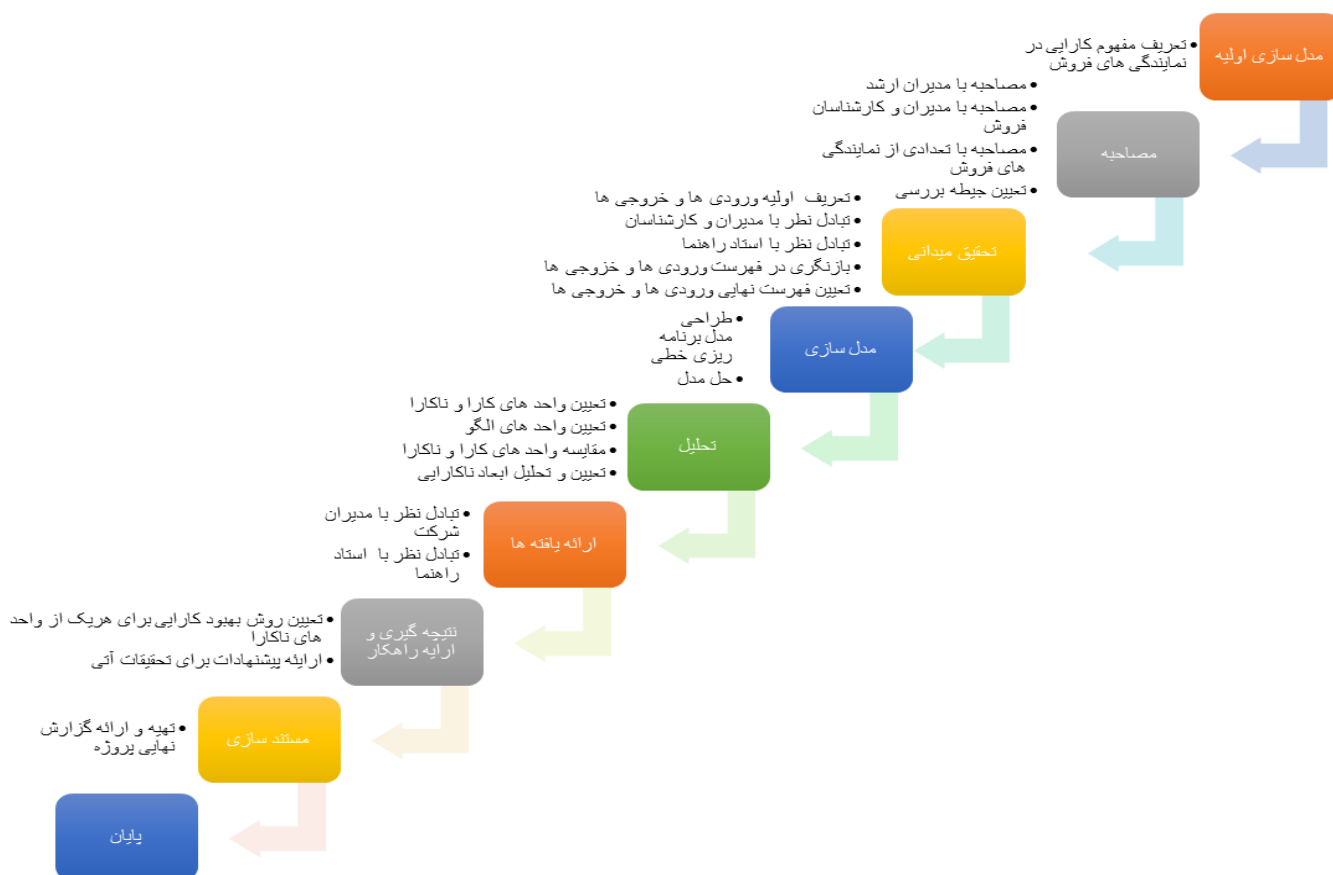 مدل سازی اولیه
• تعریف مفهوم کارایی در
نمایندگی های فروش
مصاحبه
• مصاحبه با مدیران ارشد
• مصاحبه با مدیران و کارشناسان
فروش
• مصاحبه با تعدادی از نمایندگی
های فروش
• تعیین جیطه بررسی
تحقیق میدانی
• تعریف اولیه ورودی ها و خروجی ها
• تبادل نطر با مدیران و کارشناسان
• تبادل نظر با استاد راهنما
• بازنگری در فهرست ورودی ها و خزوجی ها
• تعیین فهرست نهایی ورودی ها و خروجی ها
مدل سازی
• طراحی
مدل برنامه
ریزی خطی
• حل مدل
تحلیل
• تعیین واحد های کارا و ناکارا
• تعیین واحد های الگو
• مقایسه واحد های کارا و ناکارا
• تعیین و تحلیل ابعاد ناکارایی
ارائه یافته ها
• تبادل نظر با مدیران
شرکت
• تبادل نظر با استاد
راهنما
نتیجه گیری و
ارایه راهکار
• تعیین روش بهبود کارایی برای هریک از واحد
های ناکارا
• ارایئه پیشنهادات برای تحقیقات آتی
مستند سازی
• تهیه و ارائه گزارش
نهایی پروژه
پایان